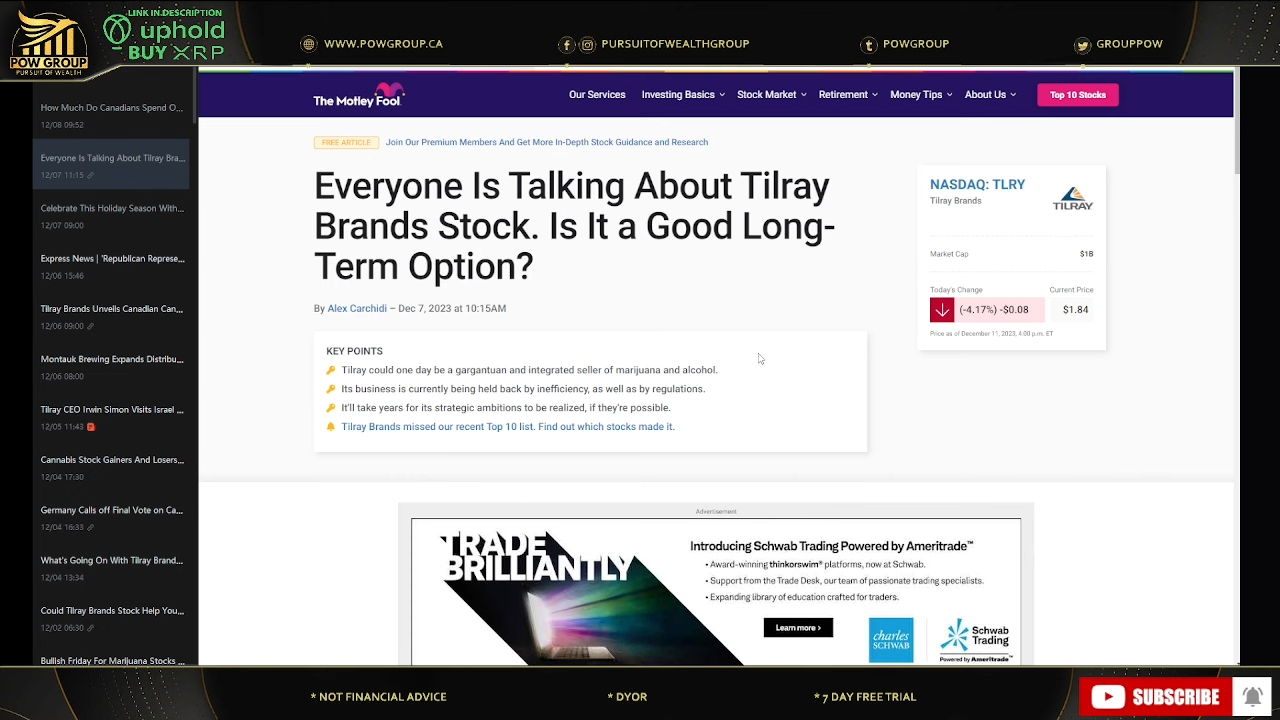 LINK IN DESCRIPTION
uphold
BUY XRP
POW GROUP
PURSUIT OF WEALTH
WWW.POWGROUP.CA
PURSUITOFWEALTHGROUP
POWGROUP
GROUPPOW
How Much Do Canadians Spend O...
12/08 09:52
Everyone Is Talking About Tilray Bra...
12/07 11:15
Celebrate This Holiday Season With...
12/07 09:00
Express News | 'Republican Represe...
12/06 15:46
Tilray Brands Unveils Canadian Can...
12/06 09:00
Montauk Brewing Expands Distribu...
12/06 08:00
Tilray CEO Irwin Simon Visits Israel ...
12/05 11:43
Cannabis Stock Gainers And Losers...
12/04 17:30
Germany Calls off Final Vote on Ca...
12/04 16:33
What's Going On With Tilray Brand...
12/04 13:34
Could Tilray Brands Stock Help You...
12/02 06:30
Bullish Friday For Marijuana Stocks ...
The Motley Fool.
Our Services
Investing Basics
Stock Market
Retirement
Money Tips
About Us
Top 10 Stocks
FREE ARTICLE
Join Our Premium Members And Get More In-Depth Stock Guidance and Research
Everyone Is Talking About Tilray
Brands Stock. Is It a Good Long-
Term Option?
By Alex Carchidi – Dec 7, 2023 at 10:15AM
KEY POINTS
Tilray could one day be a gargantuan and integrated seller of marijuana and alcohol.
Its business is currently being held back by inefficiency, as well as by regulations.
It'll take years for its strategic ambitions to be realized, if they're possible.
Tilray Brands missed our recent Top 10 list. Find out which stocks made it.
NASDAQ: TLRY
Tilray Brands
TILRAY
Market Cap
$1B
Today's Change
Current Price
(-4.17%) -$0.08
$1.84
Price as of December 11, 2023, 4:00 p.m. ET
Advertisement
TRADE
BRILLIANTLY
Introducing Schwab Trading Powered by Ameritrade™
• Award-winning thinkorswim® platforms, now at Schwab.
• Support from the Trade Desk, our team of passionate trading specialists.
• Expanding library of education crafted for traders.
Learn more >
charles
SCHWAB
Schwab
Trading
Powered by Ameritrade™
* NOT FINANCIAL ADVICE
* DYOR
* 7 DAY FREE TRIAL
SUBSCRIBE